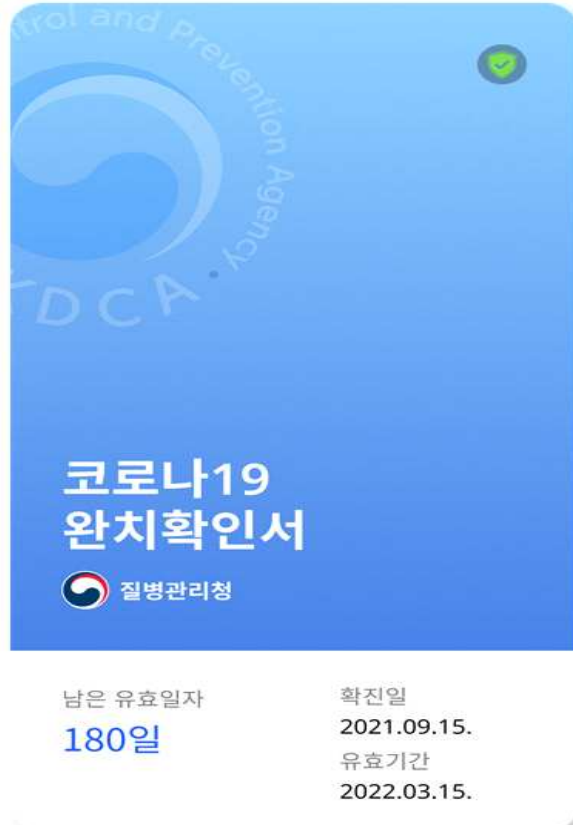 trol and Prevention Agency
KDCA
코로나19
완치확인서
질병관리청
남은 유효일자
180일
확진일
2021.09.15.
유효기간
2022.03.15.